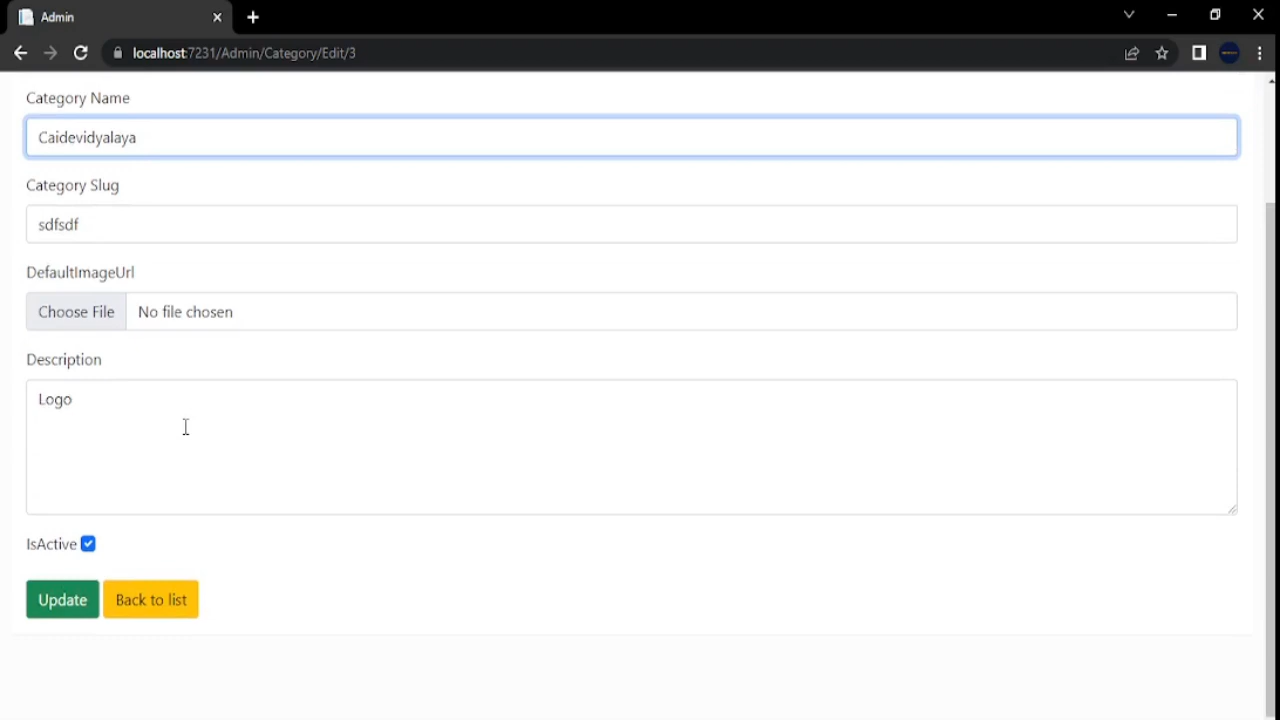 Admin
localhost:7231/Admin/Category/Edit/3
Category Name
Caidevidyalaya
Category Slug
sdfsdf
DefaultImageUrl
Choose File No file chosen
Description
Logo
IsActive
Update Back to list